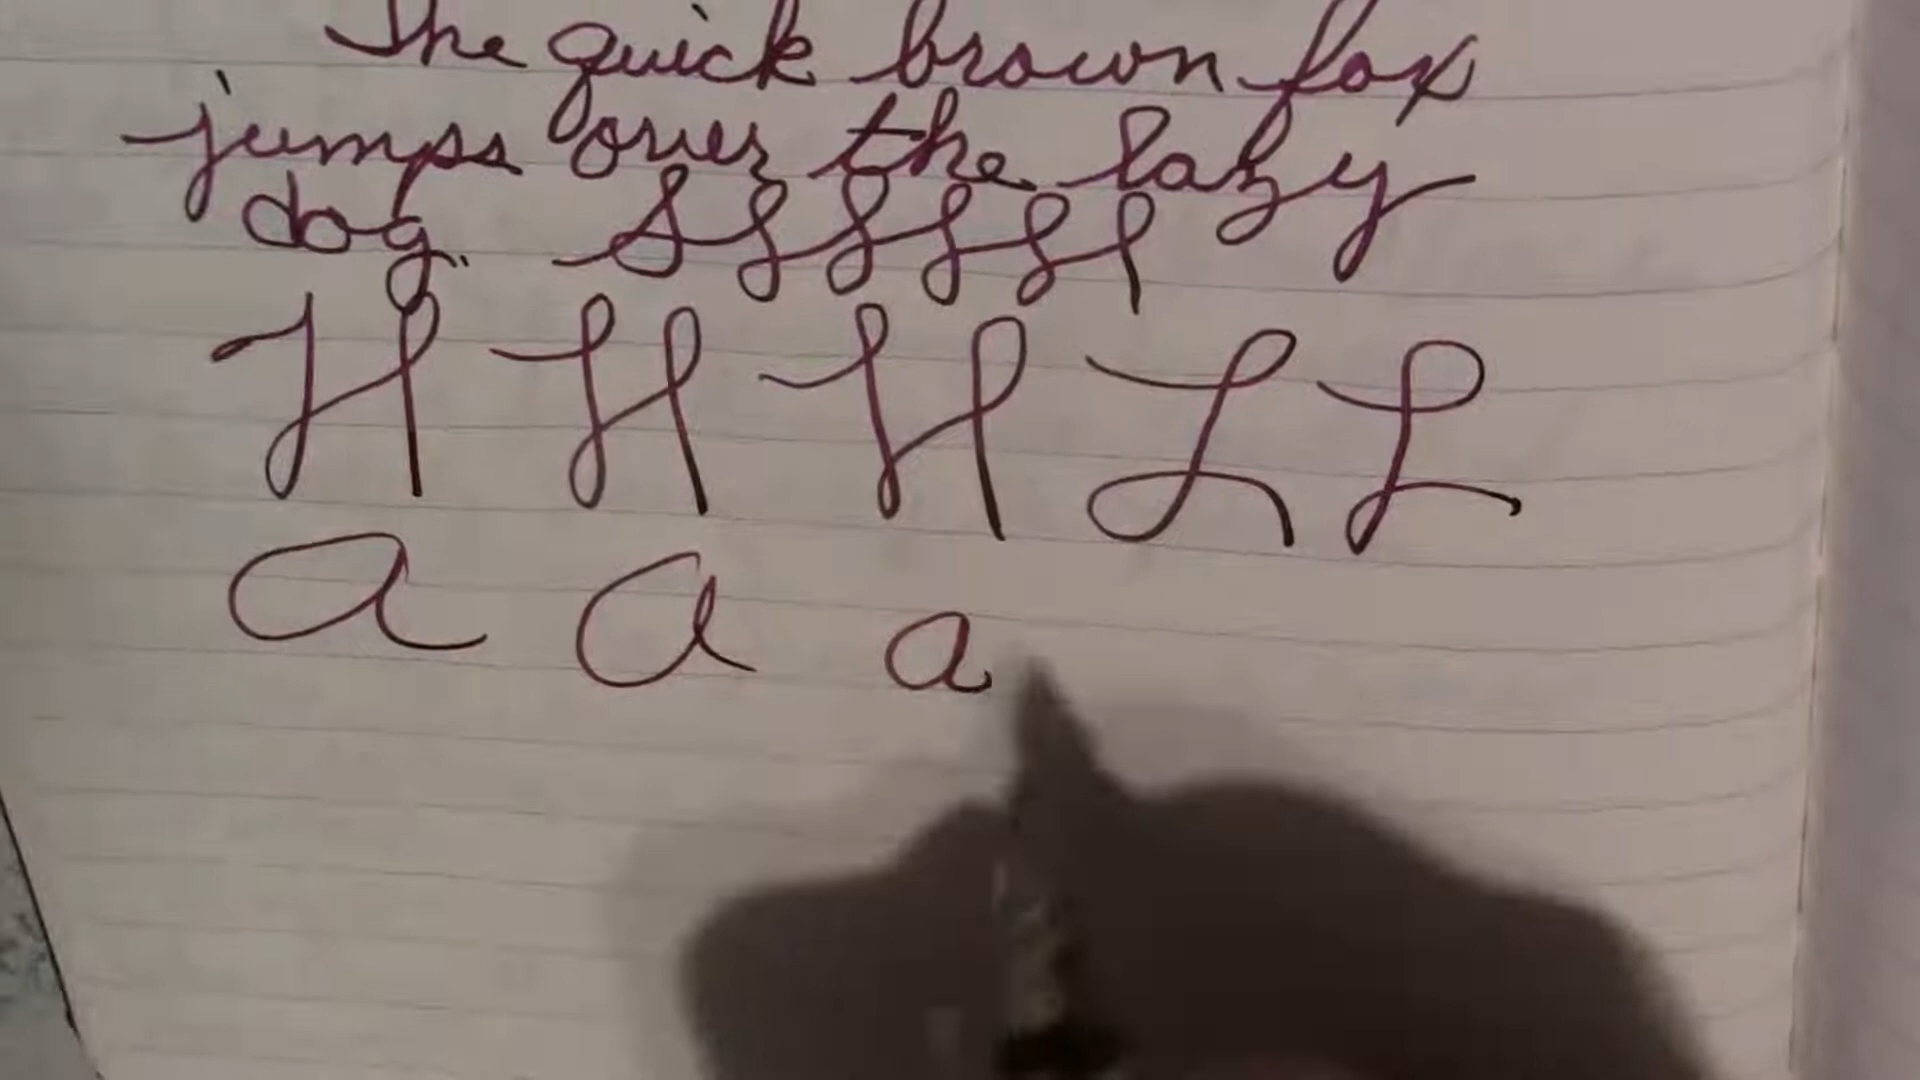 The quick brown fox
jumps over the lazy
dog.
H H H L L
a a a